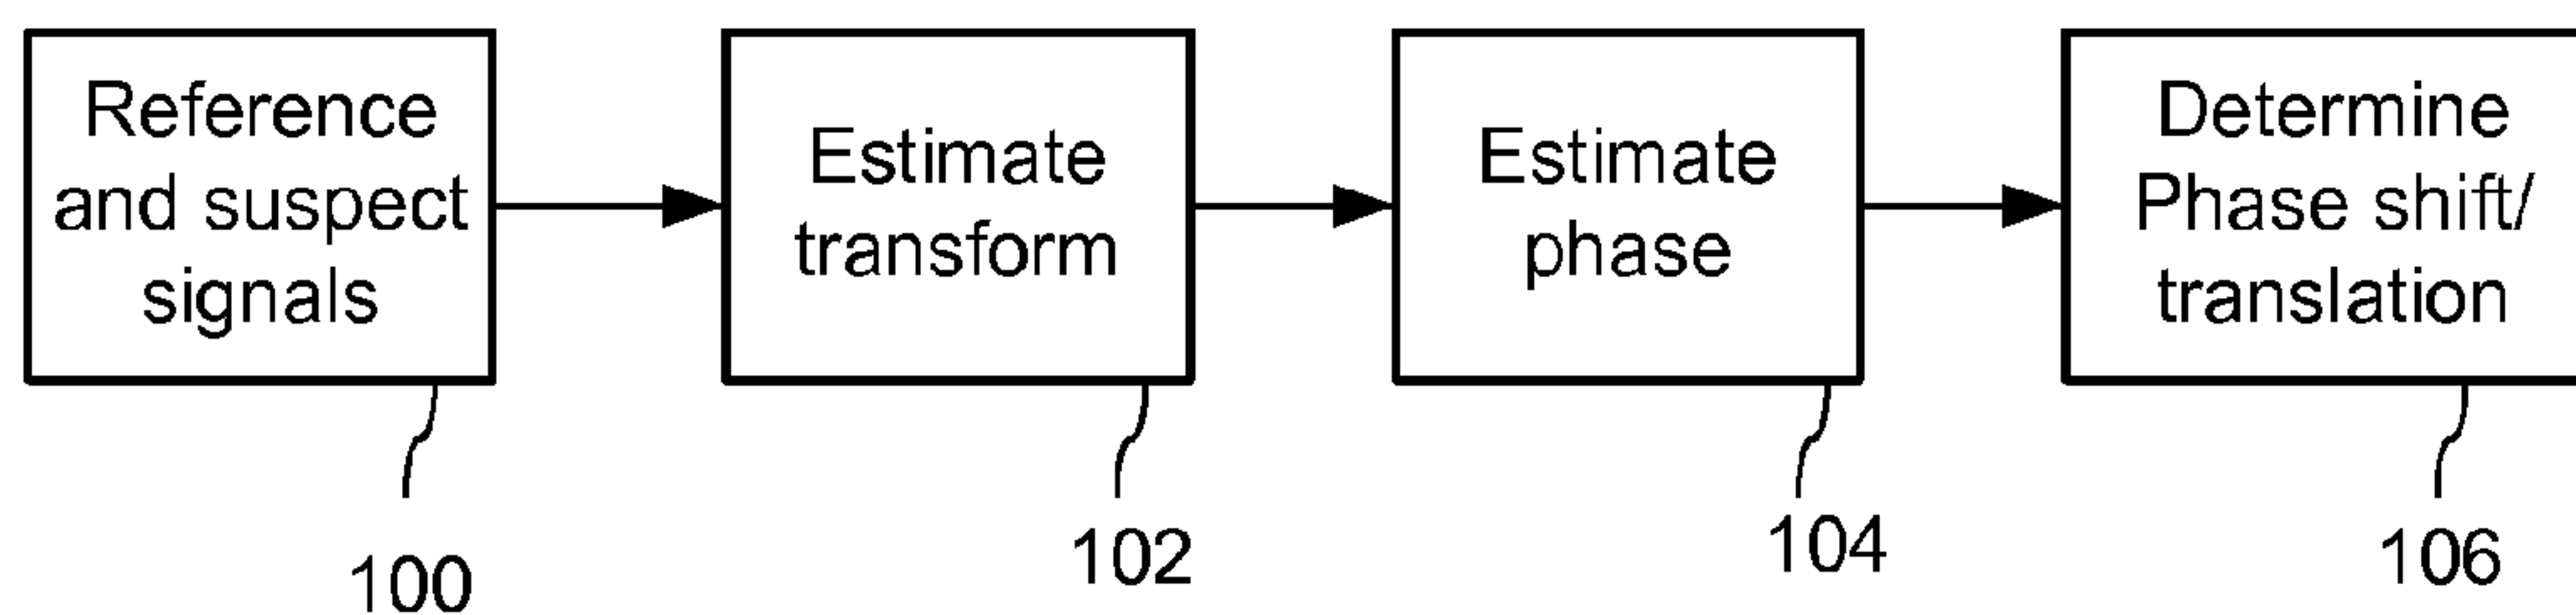 Reference
and suspect
signals
Estimate
transform
Estimate
phase
Determine
Phase shift/
translation
100
102
104
106